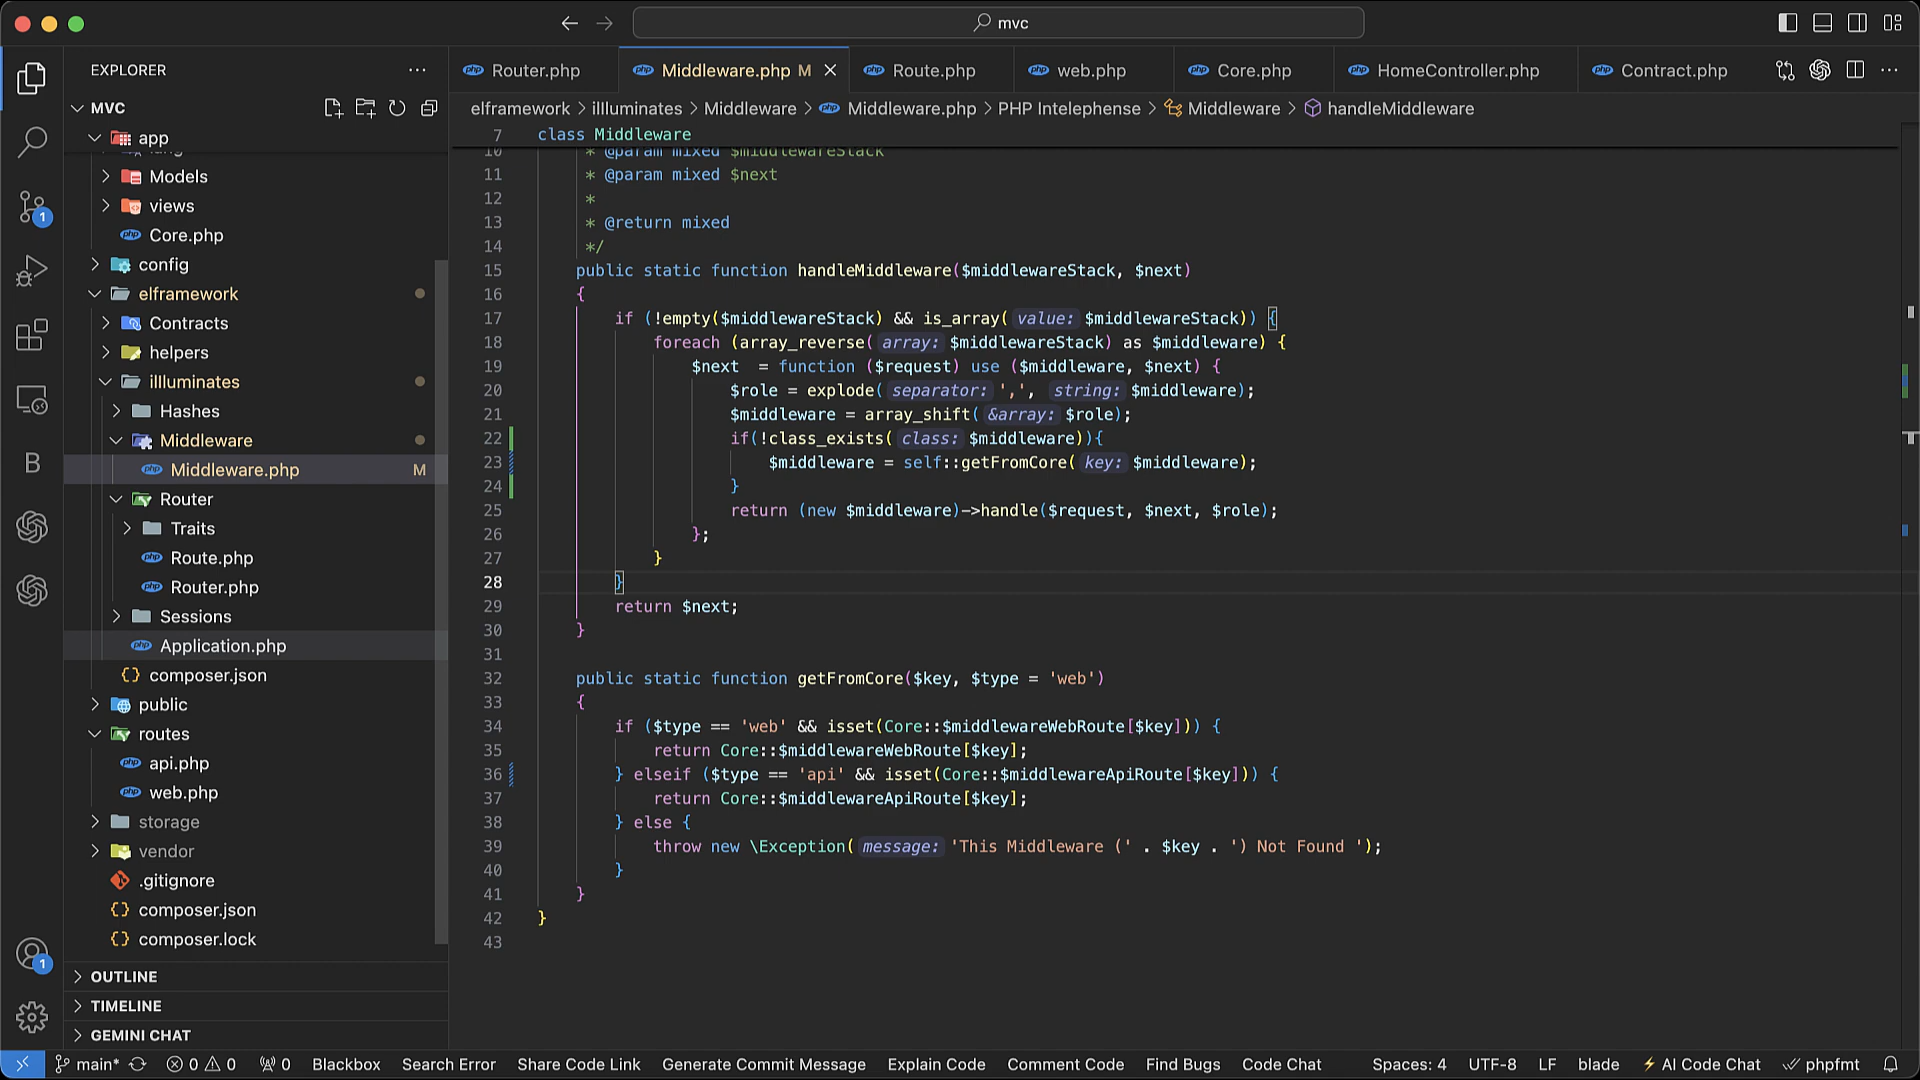 mvc
EXPLORER
MVC
app
lang
Models
views
Core.php
config
elframework
Contracts
helpers
illluminates
Hashes
Middleware
Middleware.php M
Router
Traits
Route.php
Router.php
Sessions
Application.php
composer.json
public
routes
api.php
web.php
storage
vendor
.gitignore
composer.json
composer.lock
OUTLINE
TIMELINE
GEMINI CHAT
Router.php Middleware.php M Route.php web.php Core.php HomeController.php Contract.php
elframework > illluminates > Middleware > Middleware.php > PHP Intelephense > Middleware > handleMiddleware
7 class Middleware
10 * @param mixed $middlewareStack
11 * @param mixed $next
12 *
13 * @return mixed
14 */
15 public static function handleMiddleware($middlewareStack, $next)
16 {
17 if (!empty($middlewareStack) && is_array( value: $middlewareStack)) {
18 foreach (array_reverse( array: $middlewareStack) as $middleware) {
19 $next  = function ($request) use ($middleware, $next) {
20 $role = explode( separator: ',', string: $middleware);
21 $middleware = array_shift( &array: $role);
22 if(!class_exists( class: $middleware)){
23 $middleware = self::getFromCore( key: $middleware);
24 }
25 return (new $middleware)->handle($request, $next, $role);
26 };
27 }
28 }
29 return $next;
30 }
31
32 public static function getFromCore($key, $type = 'web')
33 {
34 if ($type == 'web' && isset(Core::$middlewareWebRoute[$key])) {
35 return Core::$middlewareWebRoute[$key];
36 } elseif ($type == 'api' && isset(Core::$middlewareApiRoute[$key])) {
37 return Core::$middlewareApiRoute[$key];
38 } else {
39 throw new \Exception( message: 'This Middleware (' . $key . ') Not Found ');
40 }
41 }
42 }
43
1
B
1
main* 0 0 0 Blackbox Search Error Share Code Link Generate Commit Message Explain Code Comment Code Find Bugs Code Chat Spaces: 4 UTF-8 LF blade AI Code Chat phpfmt